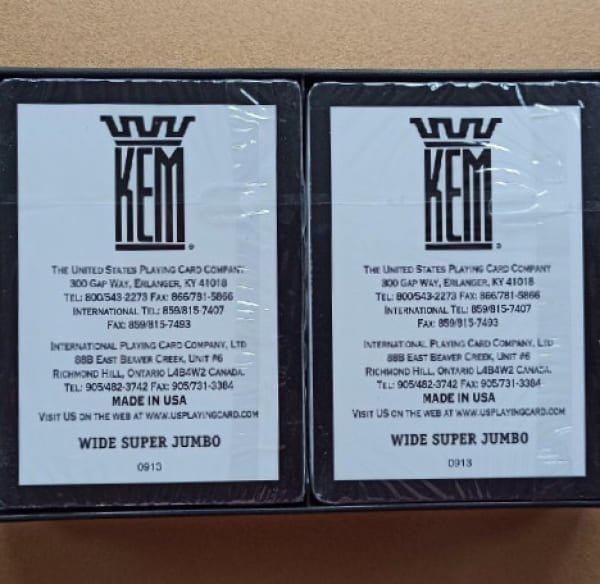 KEM
THE UNITED STATES PLAYING CARD COMPANY
300 GAP WAY, ERLANGER, KY 41018
TEL: 800/543-2273 FAX: 866/781-5866
INTERNATIONAL TEL: 859/815-7407
FAX: 859/815-7493
INTERNATIONAL PLAYING CARD COMPANY, LTD
88B EAST BEAVER CREEK, UNIT #6
RICHMOND HILL, ONTARIO L4B4W2 CANADA.
TEL: 905/482-3742 FAX: 905/731-3384
MADE IN USA
VISIT US ON THE WEB AT WWW.USPLAYINGCARD.COM
WIDE SUPER JUMBO
0913
KEM
THE UNITED STATES PLAYING CARD COMPANY
300 GAP WAY, ERLANGER, KY 41018
TEL: 800/543-2273 FAX: 866/781-5866
INTERNATIONAL TEL: 859/815-7407
FAX: 859/815-7493
INTERNATIONAL PLAYING CARD COMPANY, LTD
88B EAST BEAVER CREEK, UNIT #6
RICHMOND HILL, ONTARIO L4B4W2 CANADA.
TEL: 905/482-3742 FAX: 905/731-3384
MADE IN USA
VISIT US ON THE WEB AT WWW.USPLAYINGCARD.COM
WIDE SUPER JUMBO
0913